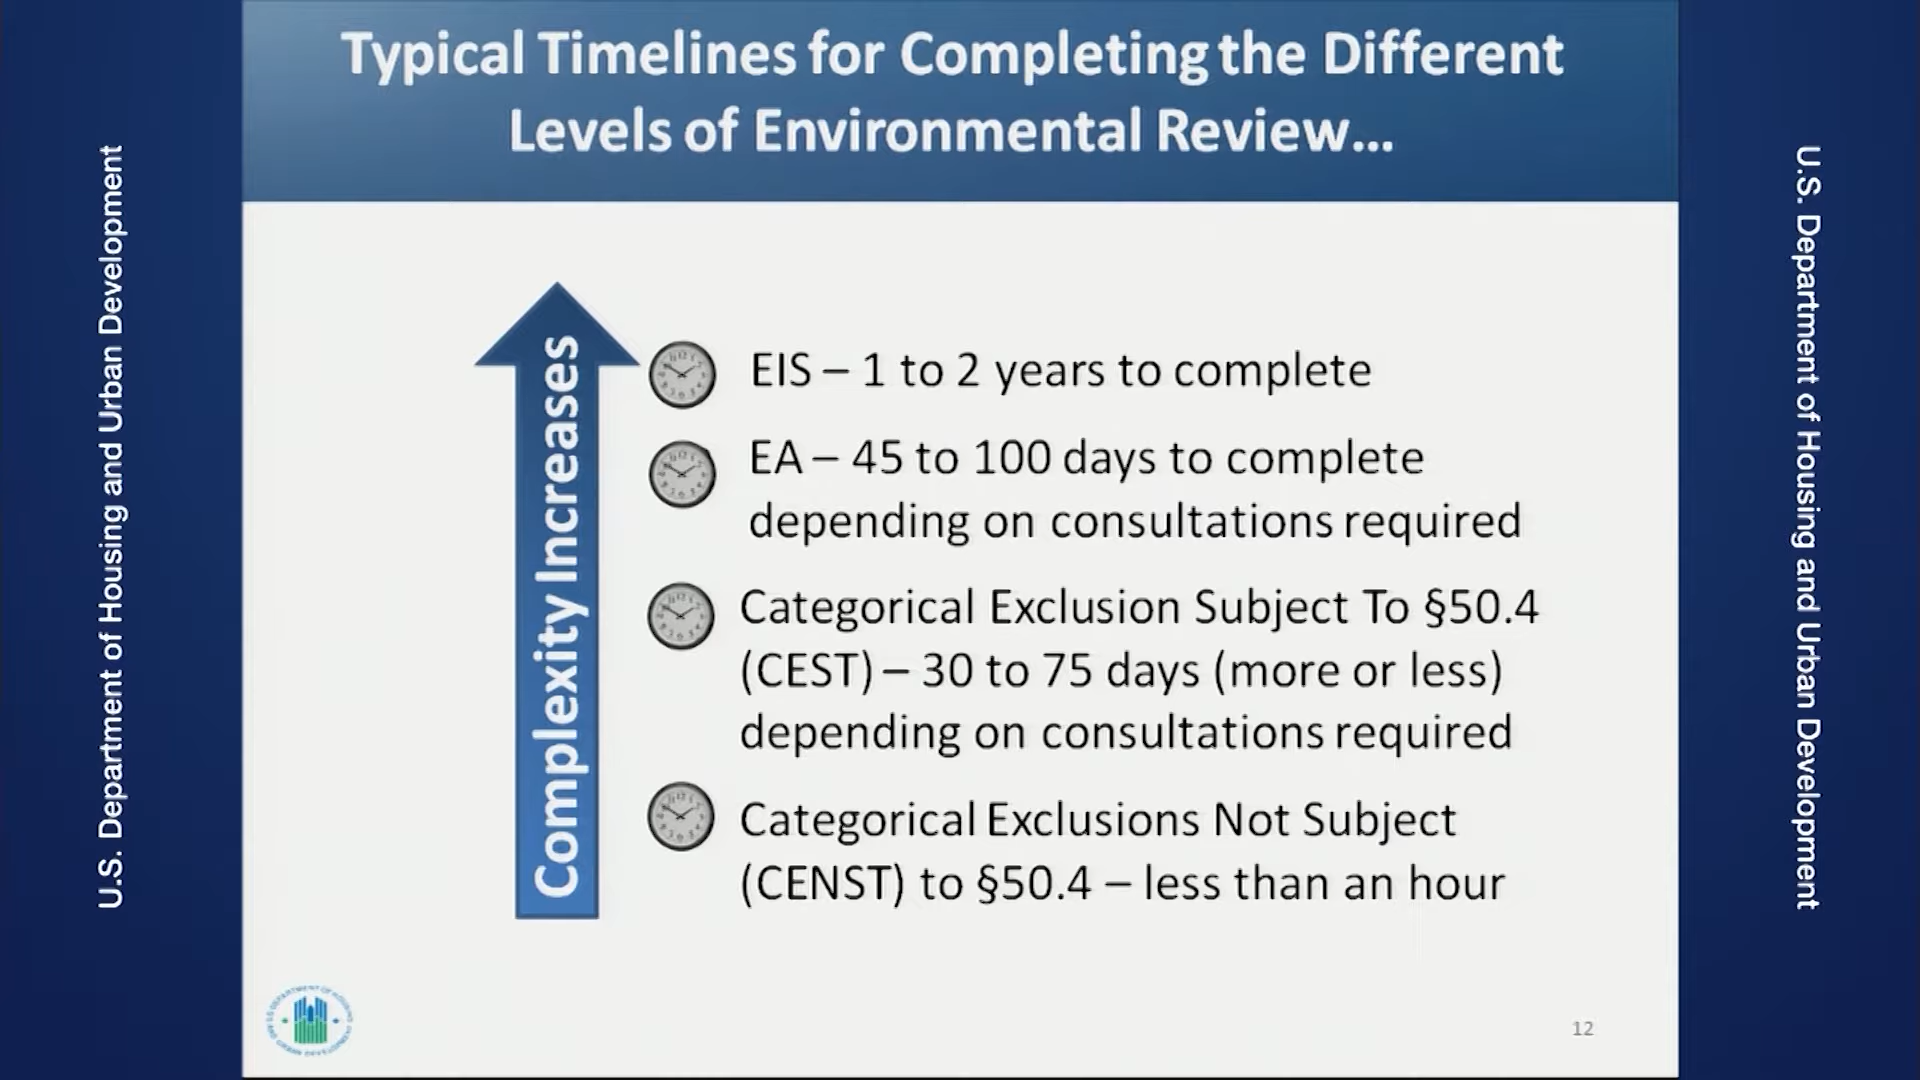 Typical Timelines for Completing the Different
Levels of Environmental Review...
U.S. Department of Housing and Urban Development
Complexity Increases
EIS – 1 to 2 years to complete
EA – 45 to 100 days to complete
depending on consultations required
Categorical Exclusion Subject To §50.4
(CEST) – 30 to 75 days (more or less)
depending on consultations required
Categorical Exclusions Not Subject
(CENST) to §50.4 – less than an hour
U.S. Department of Housing and Urban Development
12